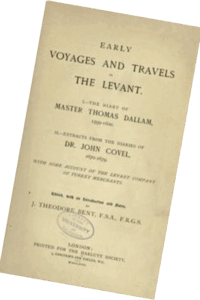 EARLY
VOYAGES AND TRAVELS
IN
THE LEVANT.
I.—THE DIARY OF
MASTER THOMAS DALLAM,
1599-1600.
II.—EXTRACTS FROM THE DIARIES OF
DR. JOHN COVEL,
1670-1679.
WITH SOME ACCOUNT OF THE LEVANT COMPANY
OF TURKEY MERCHANTS.
Edited, with an Introduction and Notes,
BY
J. THEODORE BENT, F.S.A., F.R.G.S.
LONDON:
PRINTED FOR THE HAKLUYT SOCIETY,